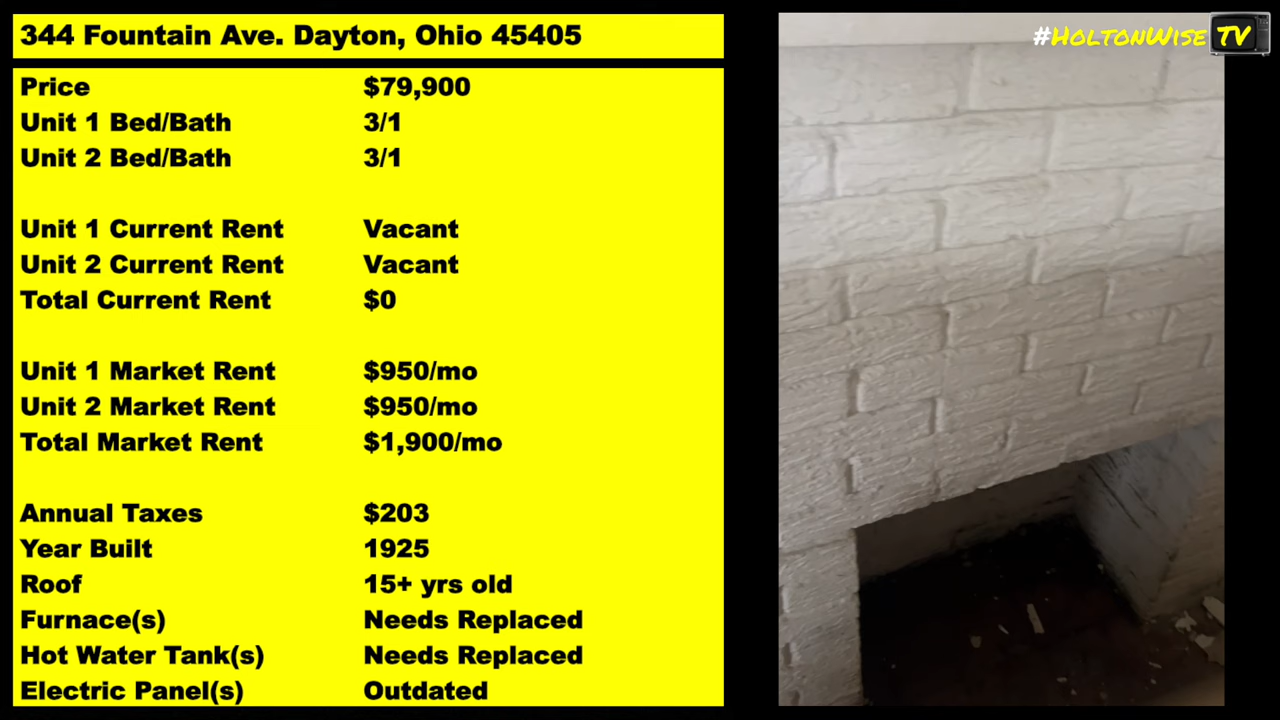 344 Fountain Ave. Dayton, Ohio 45405
#HoltonWise TV
Price $79,900
Unit 1 Bed/Bath 3/1
Unit 2 Bed/Bath 3/1
Unit 1 Current Rent Vacant
Unit 2 Current Rent Vacant
Total Current Rent $0
Unit 1 Market Rent $950/mo
Unit 2 Market Rent $950/mo
Total Market Rent $1,900/mo
Annual Taxes $203
Year Built 1925
Roof 15+ yrs old
Furnace(s) Needs Replaced
Hot Water Tank(s) Needs Replaced
Electric Panel(s) Outdated